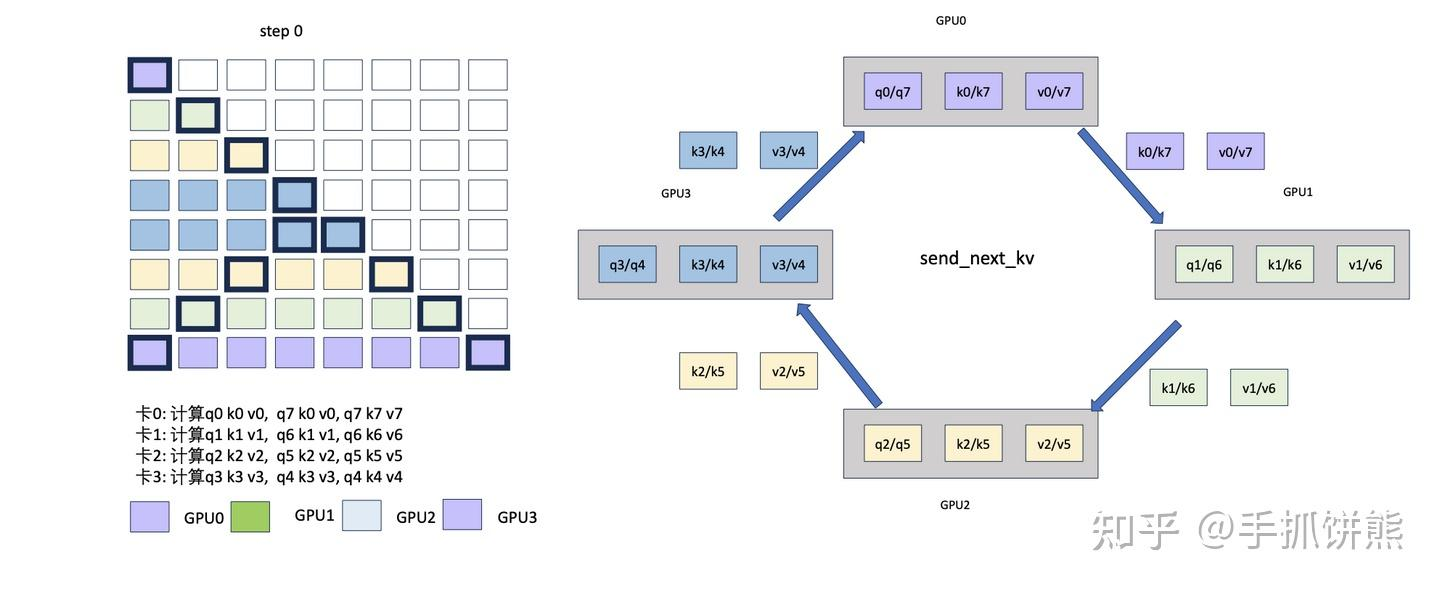 step 0
卡0: 计算q0 k0 v0, q7 k0 v0, q7 k7 v7
卡1: 计算q1 k1 v1, q6 k1 v1, q6 k6 v6
卡2: 计算q2 k2 v2, q5 k2 v2, q5 k5 v5
卡3: 计算q3 k3 v3, q4 k3 v3, q4 k4 v4
GPU0 GPU1 GPU2 GPU3
GPU0
q0/q7 k0/k7 v0/v7
k3/k4 v3/v4
k0/k7 v0/v7
GPU3
GPU1
q3/q4 k3/k4 v3/v4
send_next_kv
q1/q6 k1/k6 v1/v6
k2/k5 v2/v5
k1/k6 v1/v6
q2/q5 k2/k5 v2/v5
GPU2
知乎 @手抓饼熊